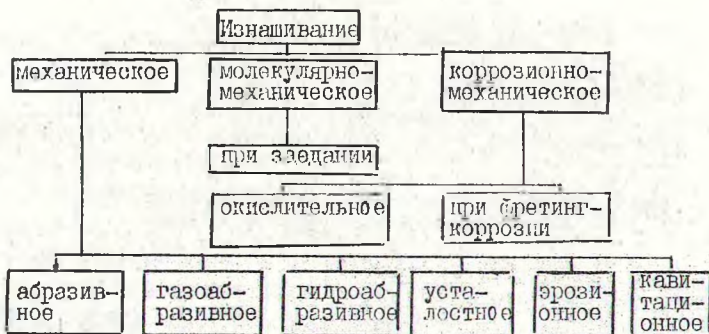 Изнашивание
механическое
молекулярно-
механическое
коррозионно-
механическое
при заедании
окислительное
при фретинг-
коррозии
абразив-
ное
газоаб-
разивное
гидроаб-
разивное
уста-
лостное
эрози-
онное
кави-
таци-
онное